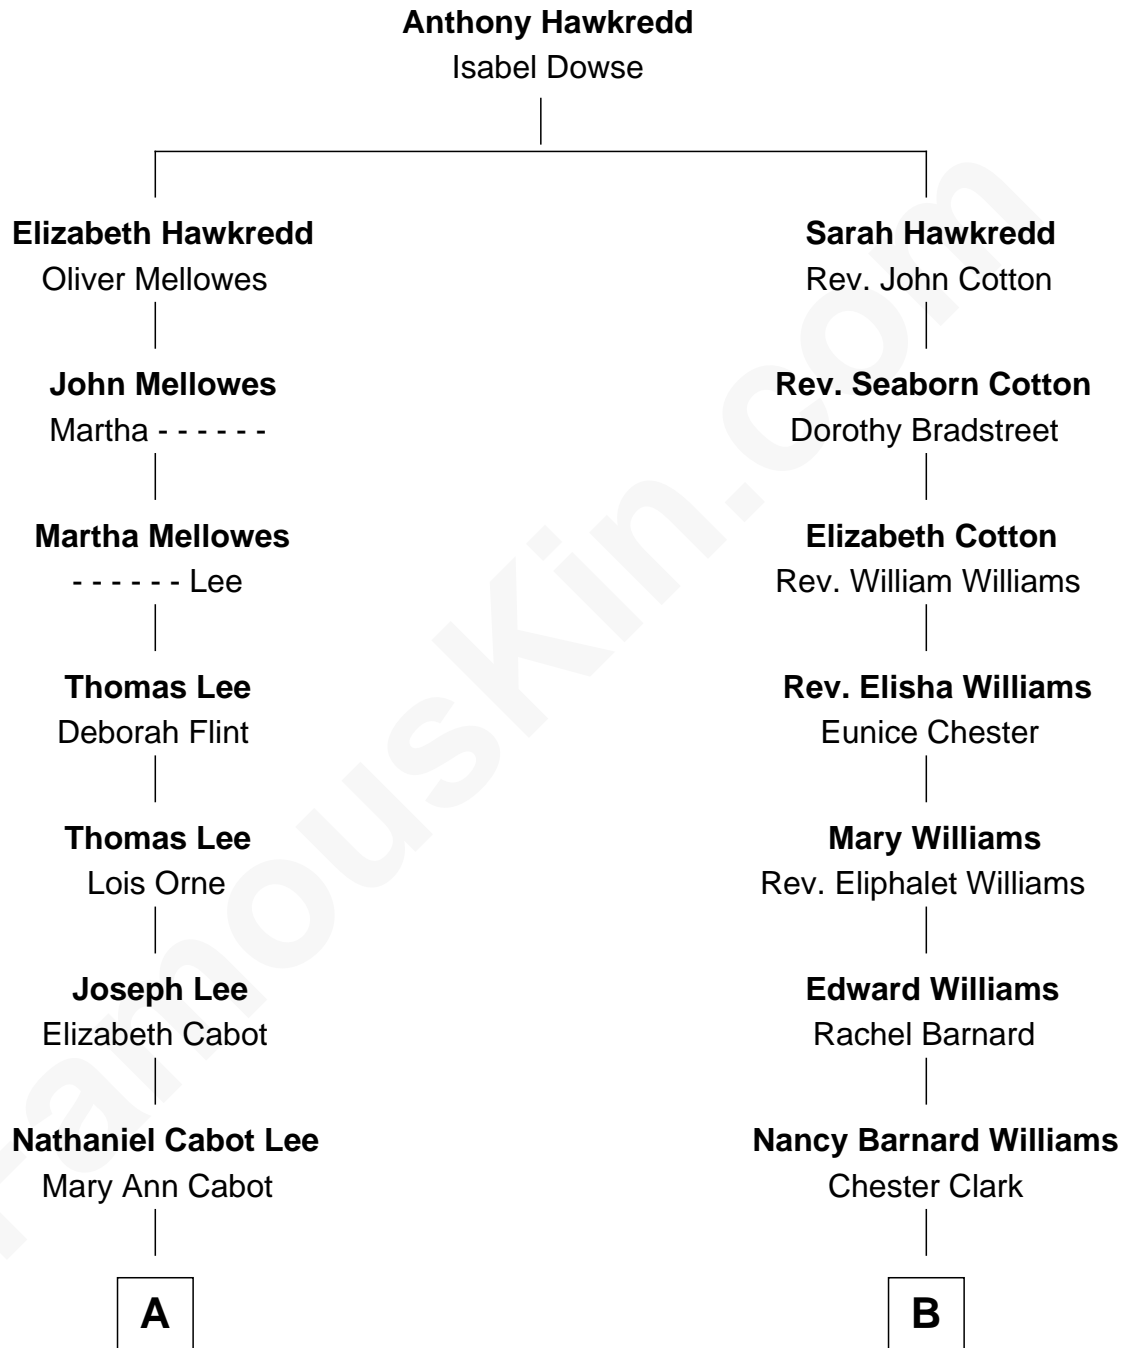 Anthony Hawkredd
Isabel Dowse
Elizabeth Hawkredd
Oliver Mellowes
Sarah Hawkredd
Rev. John Cotton
John Mellowes
Martha - - - - - -
Rev. Seaborn Cotton
Dorothy Bradstreet
Martha Mellowes
- - - - - - Lee
Elizabeth Cotton
Rev. William Williams
Thomas Lee
Deborah Flint
Rev. Elisha Williams
Eunice Chester
Thomas Lee
Lois Orne
Mary Williams
Rev. Eliphalet Williams
Joseph Lee
Elizabeth Cabot
Edward Williams
Rachel Barnard
Nathaniel Cabot Lee
Mary Ann Cabot
Nancy Barnard Williams
Chester Clark
A
B
FamousKin.com